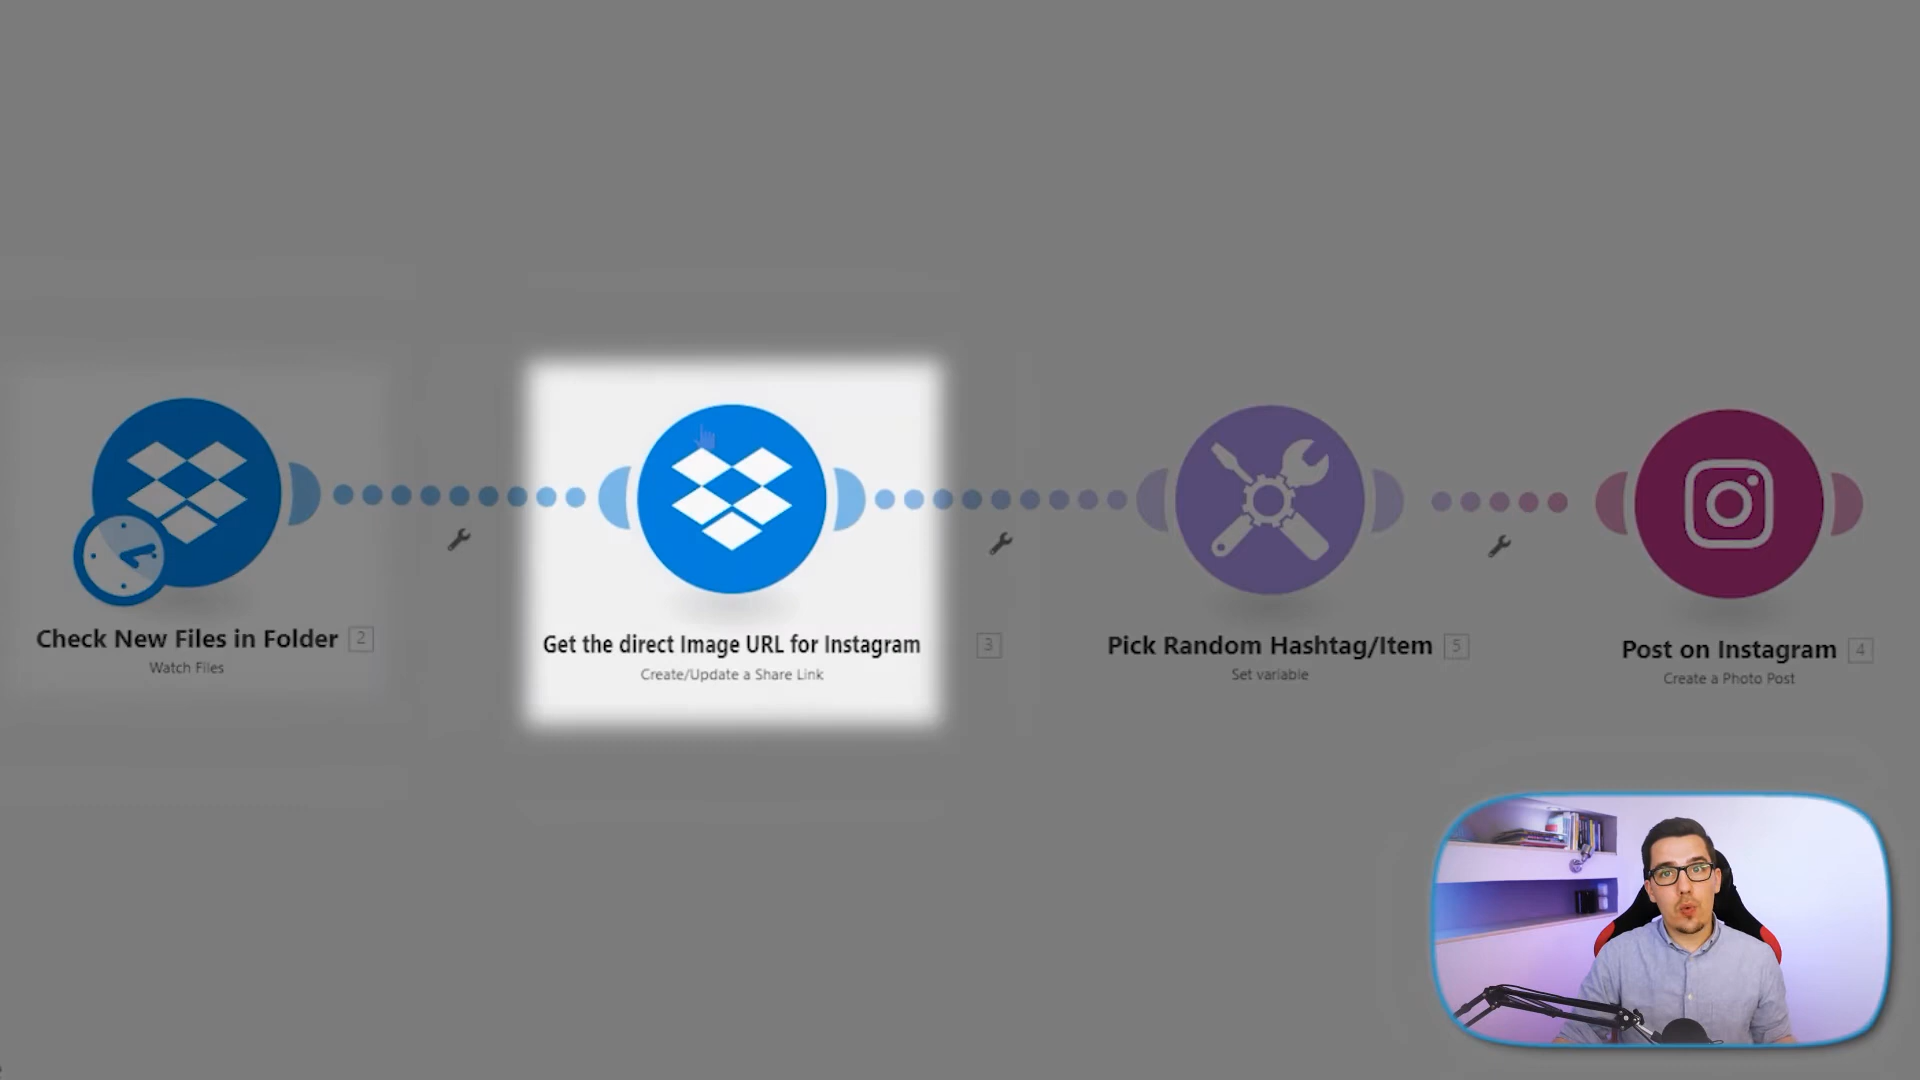 Check New Files in Folder 2
Watch Files
Get the direct Image URL for Instagram 3
Create/Update a Share Link
Pick Random Hashtag/Item 5
Set variable
Post on Instagram 4
Create a Photo Post